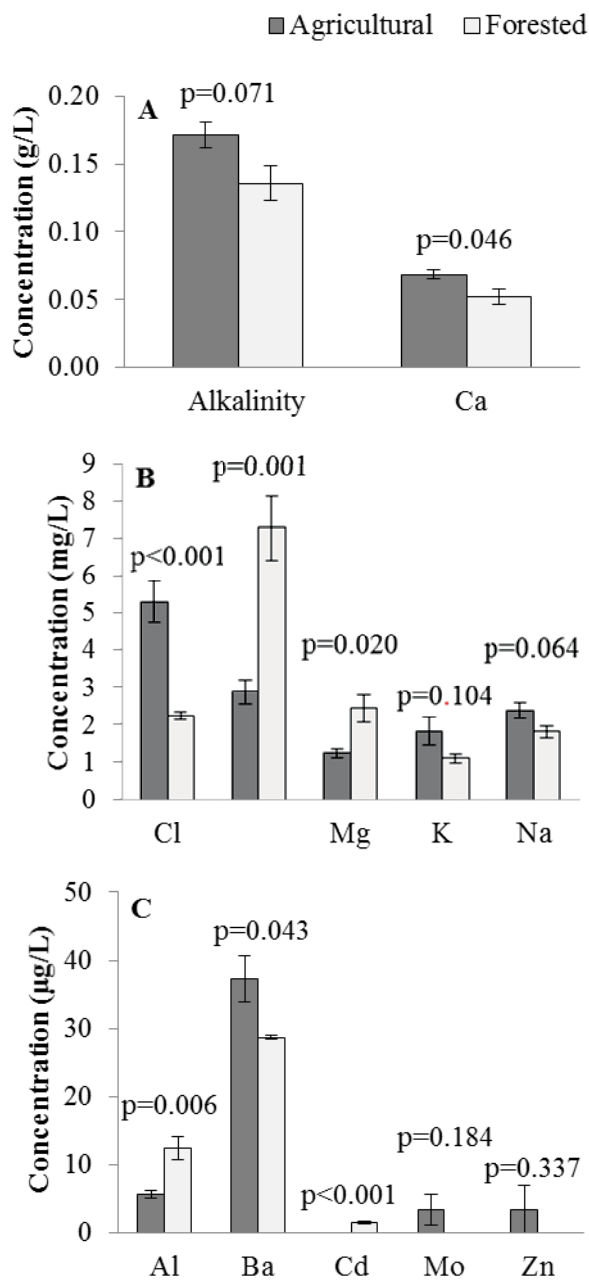 Agricultural Forested
A
p=0.071
p=0.046
Concentration (g/L)
0.20
0.15
0.10
0.05
0.00
Alkalinity Ca
B
p=0.001
p<0.001
p=0.020
p=0.104
p=0.064
Concentration (mg/L)
9
8
7
6
5
4
3
2
1
0
Cl Mg K Na
C
p=0.043
p=0.006
p<0.001
p=0.184
p=0.337
Concentration (µg/L)
50
40
30
20
10
0
Al Ba Cd Mo Zn